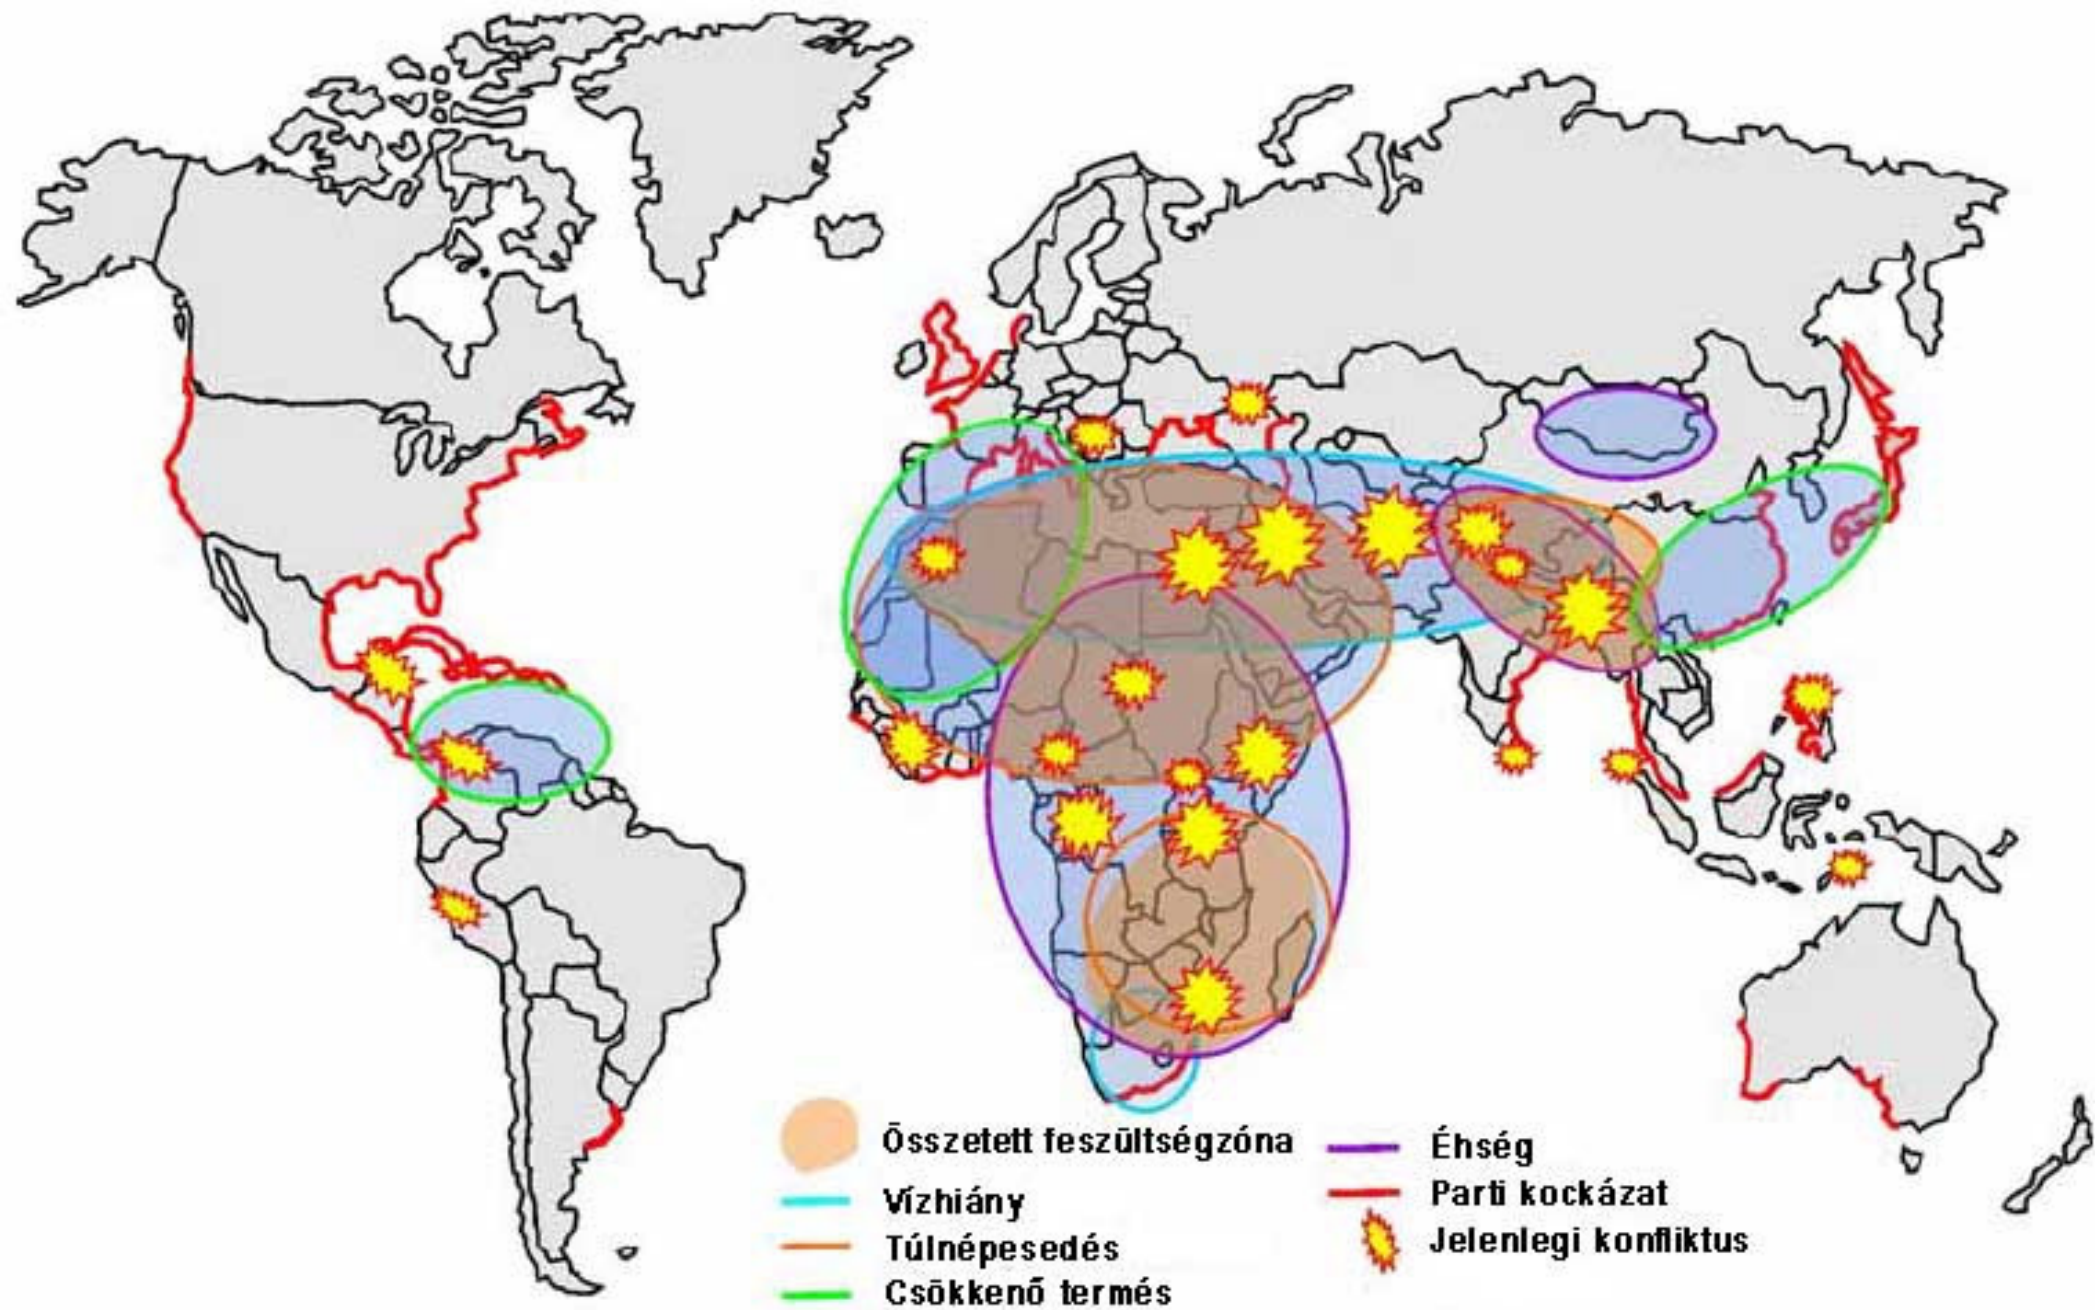 Összetett feszültségzóna
Vízhiány
Túlnépesedés
Csökkenő termés
Éhség
Parti kockázat
Jelenlegi konfliktus